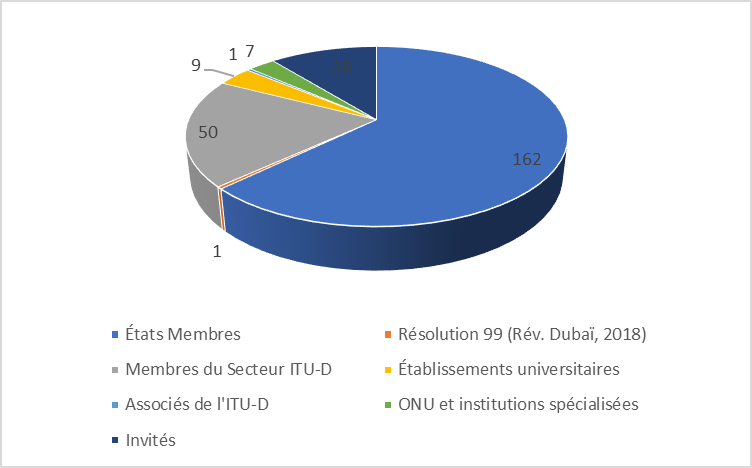 1 7
9
50
162
1
États Membres
Résolution 99 (Rév. Dubaï, 2018)
Membres du Secteur ITU-D
Établissements universitaires
Associés de l'ITU-D
ONU et institutions spécialisées
Invités